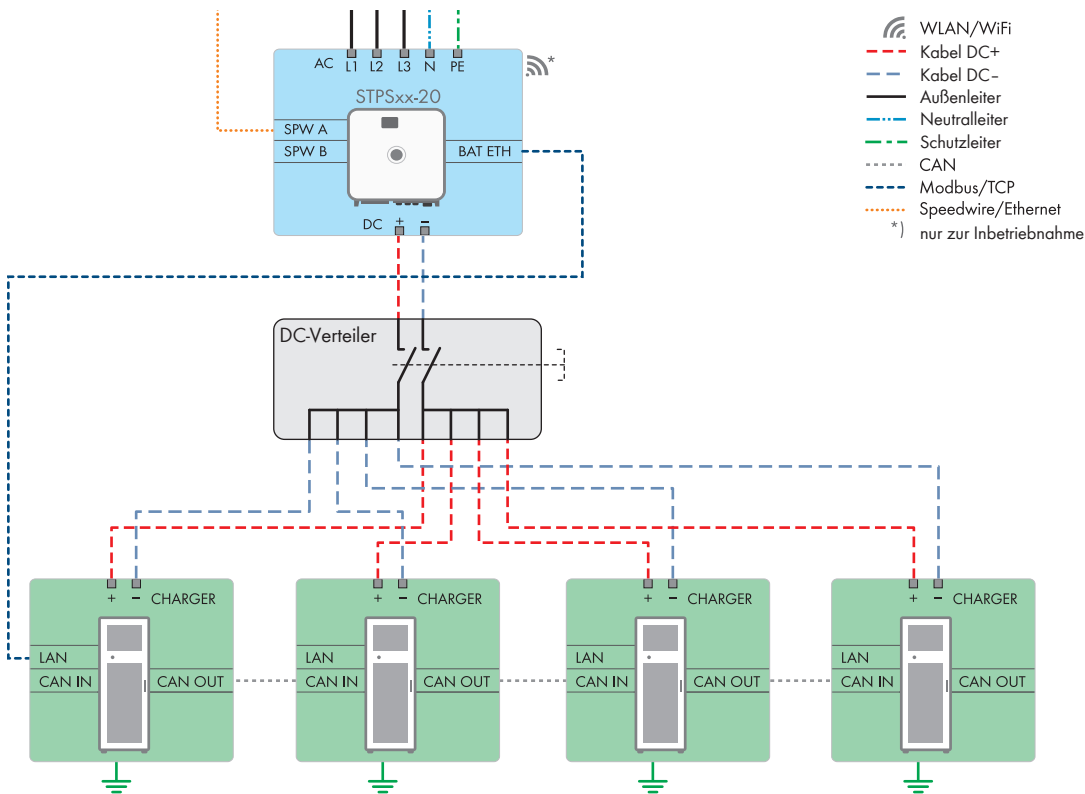 AC L1 L2 L3 N PE *
STPSxx-20
SPW A
SPW B BAT ETH
DC + −
WLAN/WiFi
Kabel DC+
Kabel DC−
Außenleiter
Neutralleiter
Schutzleiter
CAN
Modbus/TCP
Speedwire/Ethernet
*) nur zur Inbetriebnahme
DC-Verteiler
+ − CHARGER
LAN
CAN IN CAN OUT
+ − CHARGER
LAN
CAN IN CAN OUT
+ − CHARGER
LAN
CAN IN CAN OUT
+ − CHARGER
LAN
CAN IN CAN OUT